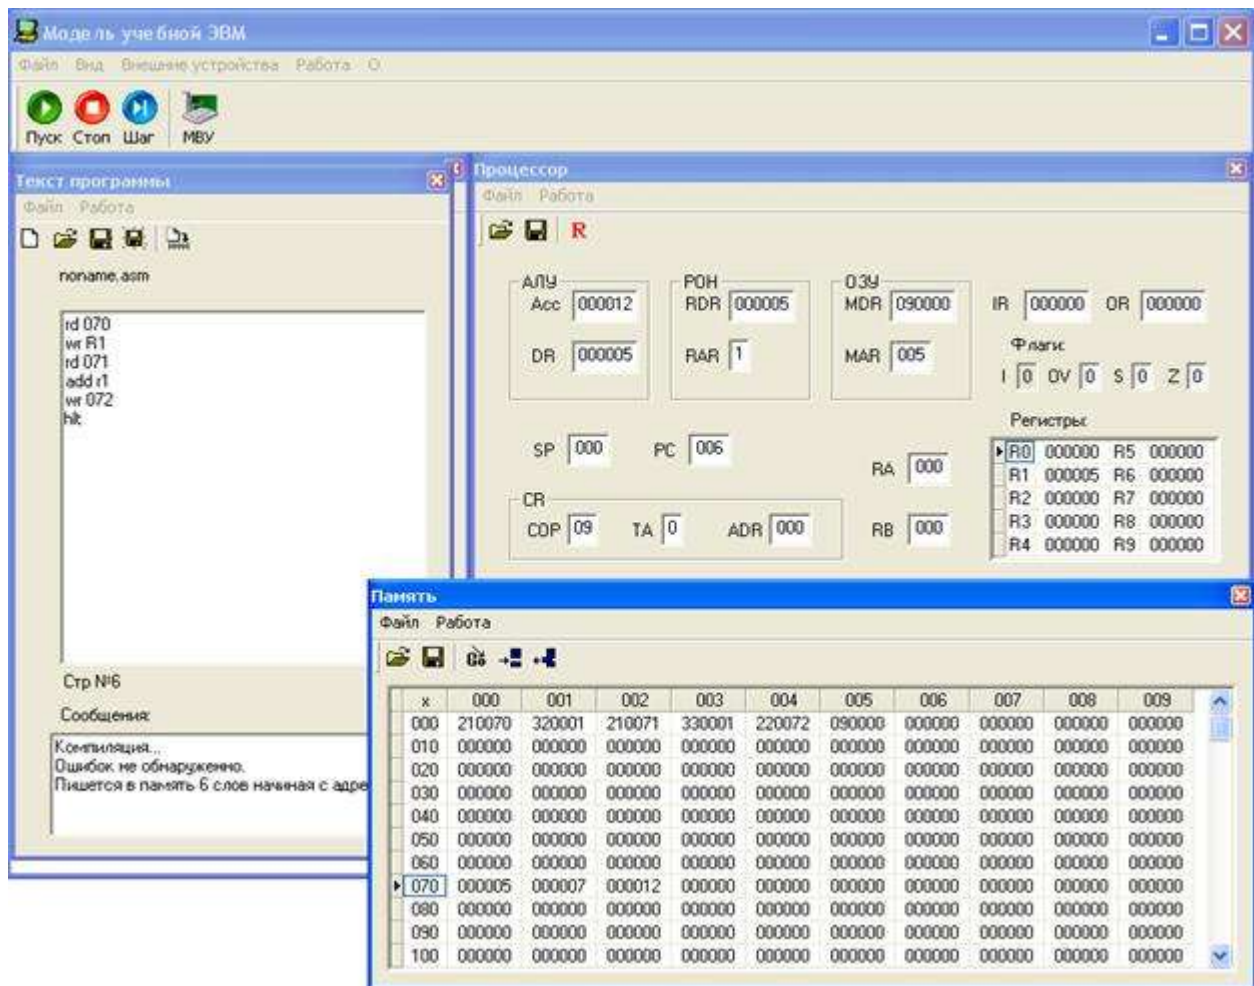 Модель учебной ЭВМ
Файл Вид Внешние устройства Работа О
Пуск Стоп Шаг МВУ
Текст программы
Файл Работа
noname.asm
rd 070
wr R1
rd 071
add r1
wr 072
hlt
Стр №6
Сообщения:
Компиляция...
Ошибок не обнаруженно.
Пишется в память 6 слов начиная с адре
Процессор
Файл Работа
R
АЛУ РОН ОЗУ
Acc 000012 RDR 000005 MDR 090000 IR 000000 OR 000000
DR 000005 RAR 1 MAR 005
Флаги:
I 0 OV 0 S 0 Z 0
Регистры:
SP 000 PC 006 RA 000
CR
COP 09 TA 0 ADR 000 RB 000
R0 000000 R5 000000
R1 000005 R6 000000
R2 000000 R7 000000
R3 000000 R8 000000
R4 000000 R9 000000
Память
Файл Работа
x 000 001 002 003 004 005 006 007 008 009
000 210070 320001 210071 330001 220072 090000 000000 000000 000000 000000
010 000000 000000 000000 000000 000000 000000 000000 000000 000000 000000
020 000000 000000 000000 000000 000000 000000 000000 000000 000000 000000
030 000000 000000 000000 000000 000000 000000 000000 000000 000000 000000
040 000000 000000 000000 000000 000000 000000 000000 000000 000000 000000
050 000000 000000 000000 000000 000000 000000 000000 000000 000000 000000
060 000000 000000 000000 000000 000000 000000 000000 000000 000000 000000
070 000005 000007 000012 000000 000000 000000 000000 000000 000000 000000
080 000000 000000 000000 000000 000000 000000 000000 000000 000000 000000
090 000000 000000 000000 000000 000000 000000 000000 000000 000000 000000
100 000000 000000 000000 000000 000000 000000 000000 000000 000000 000000